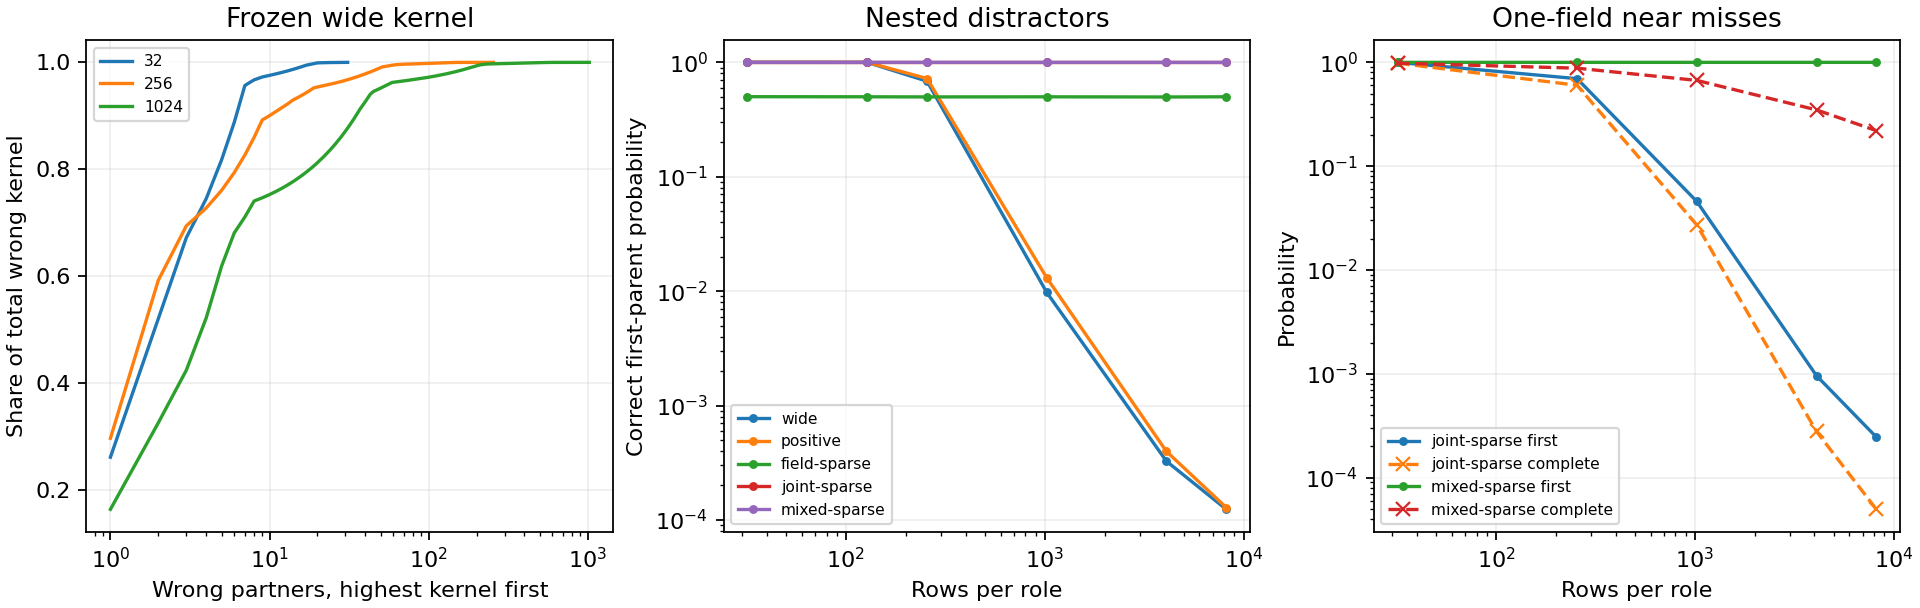 Frozen wide kernel
Share of total wrong kernel
1.0
0.8
0.6
0.4
0.2
32
256
1024
10^0
10^1
10^2
10^3
Wrong partners, highest kernel first
Nested distractors
Correct first-parent probability
10^0
10^−1
10^−2
10^−3
10^−4
wide
positive
field-sparse
joint-sparse
mixed-sparse
10^2
10^3
10^4
Rows per role
One-field near misses
Probability
10^0
10^−1
10^−2
10^−3
10^−4
joint-sparse first
joint-sparse complete
mixed-sparse first
mixed-sparse complete
10^2
10^3
10^4
Rows per role